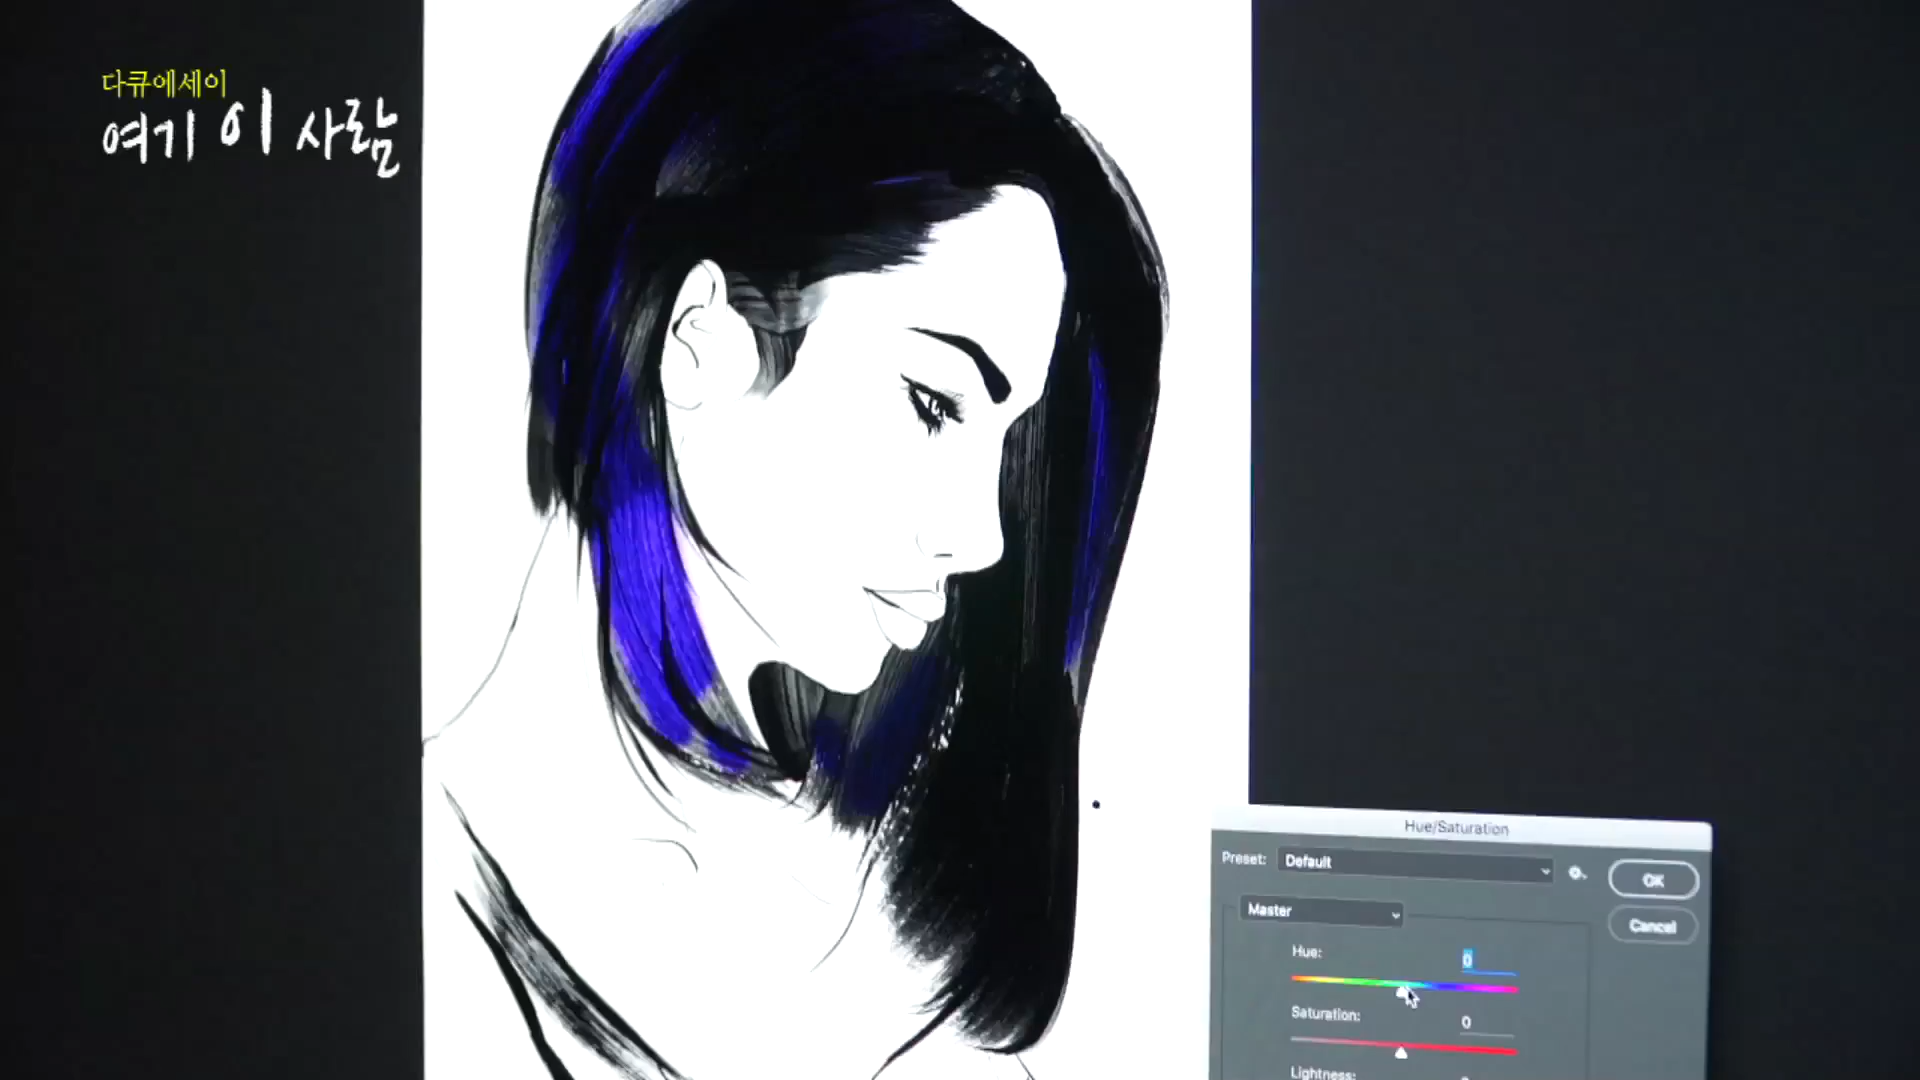 다큐에세이
여기 이 사람
Hue/Saturation
Preset: Default
OK
Master
Cancel
Hue: 0
Saturation: 0
Lightness: